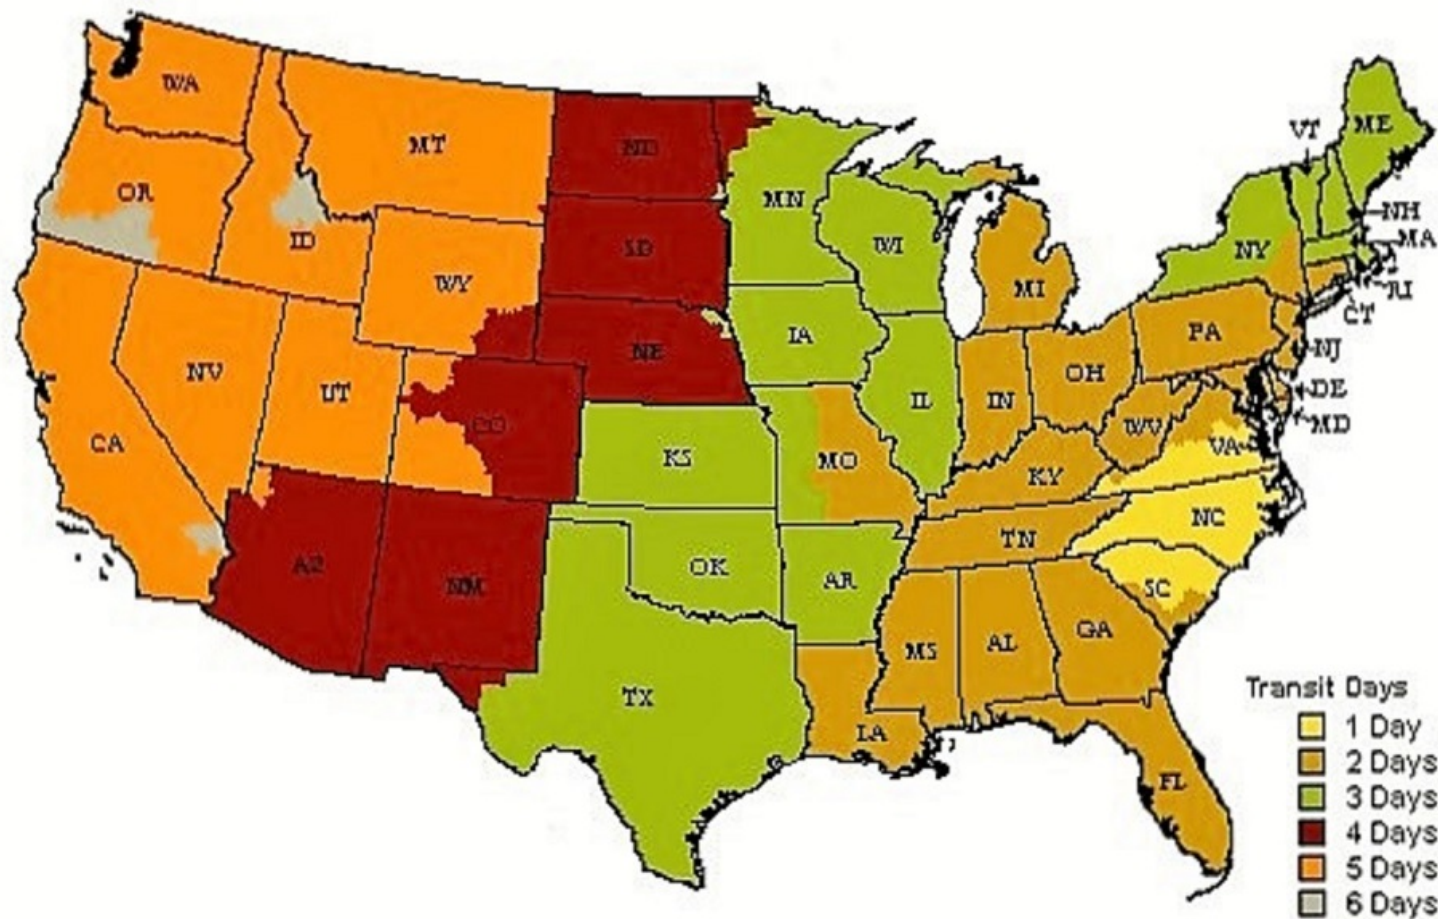 WA
MT
ND
MN
VT
ME
OR
ID
SD
WI
NY
NH
MA
WY
MI
RI
CT
NV
UT
NE
IA
PA
NJ
CA
CO
KS
MO
IL
IN
OH
WV
VA
DE
MD
KY
AZ
NM
OK
AR
TN
NC
SC
TX
MS
AL
GA
LA
FL
Transit Days
1 Day
2 Days
3 Days
4 Days
5 Days
6 Days